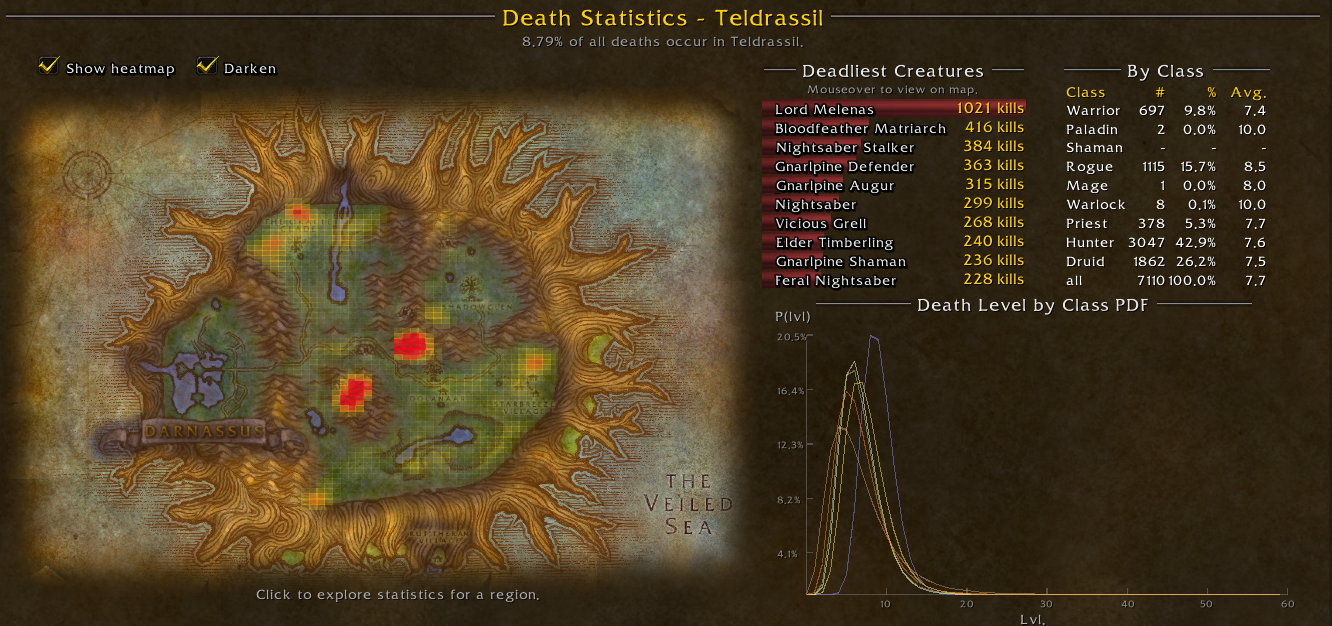 Death Statistics - Teldrassil
8,79% of all deaths occur in Teldrassil.
Show heatmap
Darken
DARNASSUS
DOLANAAR
THE
VEILED
SEA
Click to explore statistics for a region.
Deadliest Creatures
Mouseover to view on map.
Lord Melenas 1021 kills
Bloodfeather Matriarch 416 kills
Nightsaber Stalker 384 kills
Gnarlpine Defender 363 kills
Gnarlpine Augur 315 kills
Nightsaber 299 kills
Vicious Grell 268 kills
Elder Timberling 240 kills
Gnarlpine Shaman 236 kills
Feral Nightsaber 228 kills
By Class
Class # % Avg.
Warrior 697 9.8% 7.4
Paladin 2 0.0% 10.0
Shaman - - -
Rogue 1115 15.7% 8.5
Mage 1 0.0% 8.0
Warlock 8 0.1% 10.0
Priest 378 5.3% 7.7
Hunter 3047 42.9% 7.6
Druid 1862 26.2% 7.5
all 7110 100.0% 7.7
Death Level by Class PDF
P(lvl)
20.5%
16.4%
12.3%
8.2%
4.1%
10 20 30 40 50 60
Lvl.